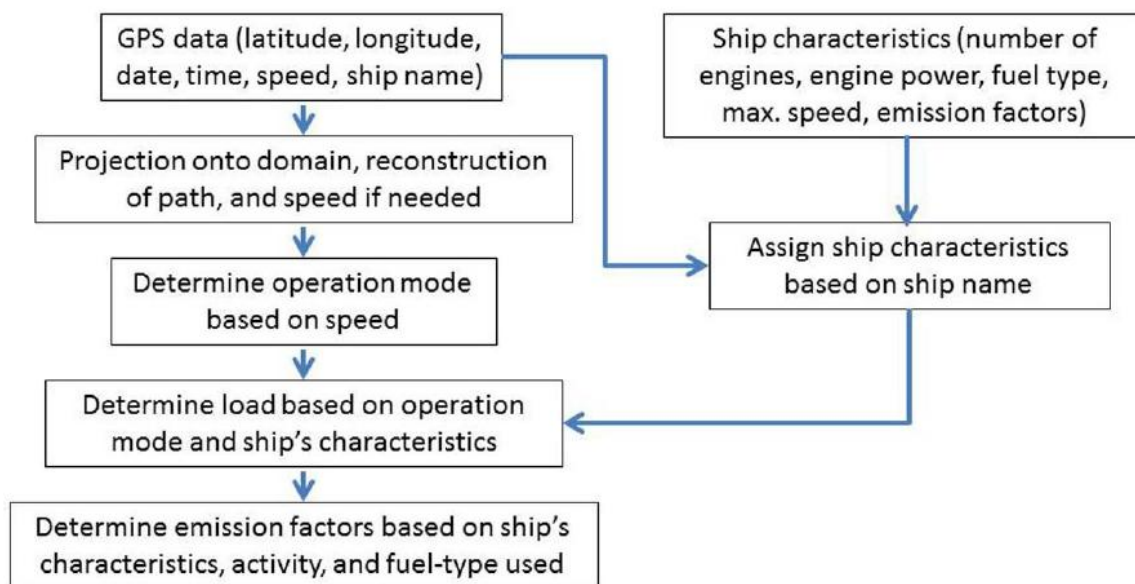 GPS data (latitude, longitude,
date, time, speed, ship name)
Ship characteristics (number of
engines, engine power, fuel type,
max. speed, emission factors)
Projection onto domain, reconstruction
of path, and speed if needed
Assign ship characteristics
based on ship name
Determine operation mode
based on speed
Determine load based on operation
mode and ship's characteristics
Determine emission factors based on ship's
characteristics, activity, and fuel-type used